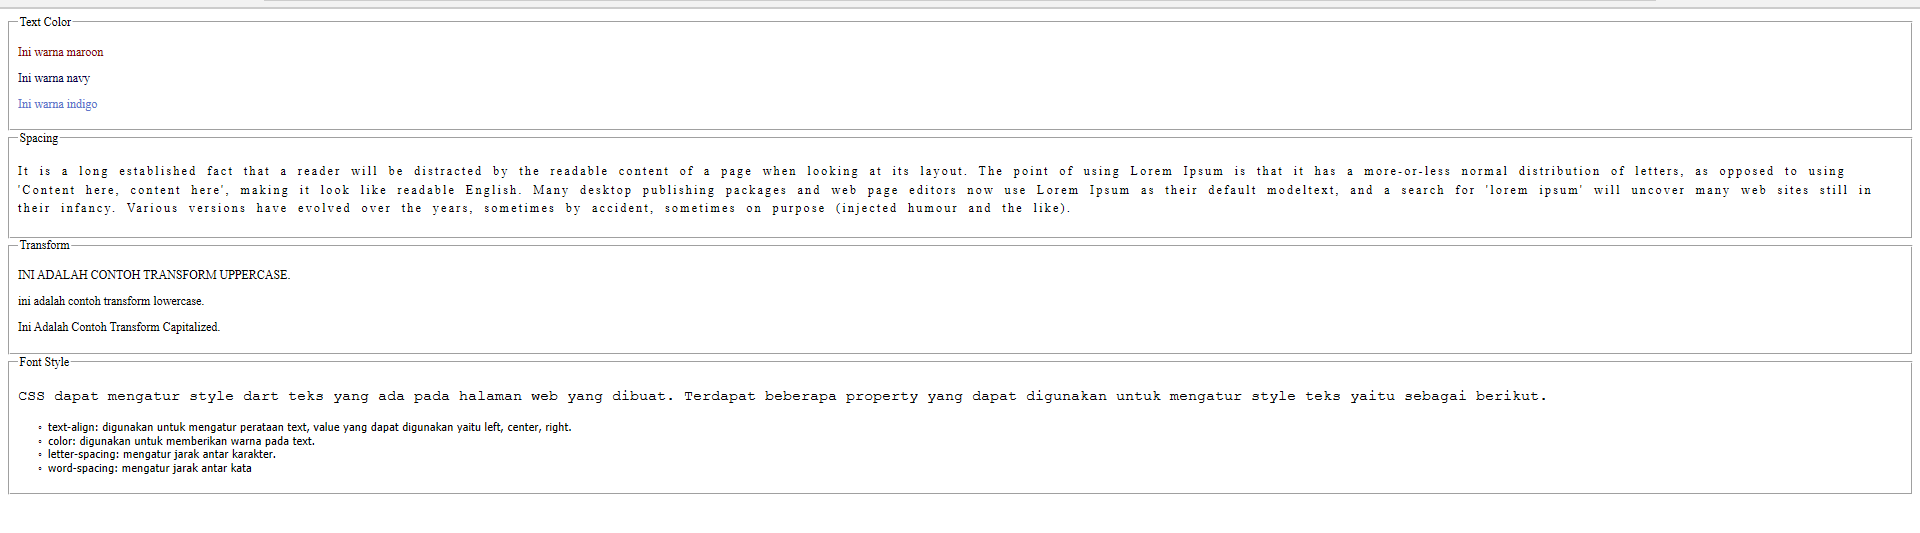 Text Color
Ini warna maroon
Ini warna navy
Ini warna indigo
Spacing
It is a long established fact that a reader will be distracted by the readable content of a page when looking at its layout. The point of using Lorem Ipsum is that it has a more-or-less normal distribution of letters, as opposed to using
'Content here, content here', making it look like readable English. Many desktop publishing packages and web page editors now use Lorem Ipsum as their default modeltext, and a search for 'lorem ipsum' will uncover many web sites still in
their infancy. Various versions have evolved over the years, sometimes by accident, sometimes on purpose (injected humour and the like).
Transform
INI ADALAH CONTOH TRANSFORM UPPERCASE.
ini adalah contoh transform lowercase.
Ini Adalah Contoh Transform Capitalized.
Font Style
CSS dapat mengatur style dart teks yang ada pada halaman web yang dibuat. Terdapat beberapa property yang dapat digunakan untuk mengatur style teks yaitu sebagai berikut.
◦ text-align: digunakan untuk mengatur perataan text, value yang dapat digunakan yaitu left, center, right.
◦ color: digunakan untuk memberikan warna pada text.
◦ letter-spacing: mengatur jarak antar karakter.
◦ word-spacing: mengatur jarak antar kata